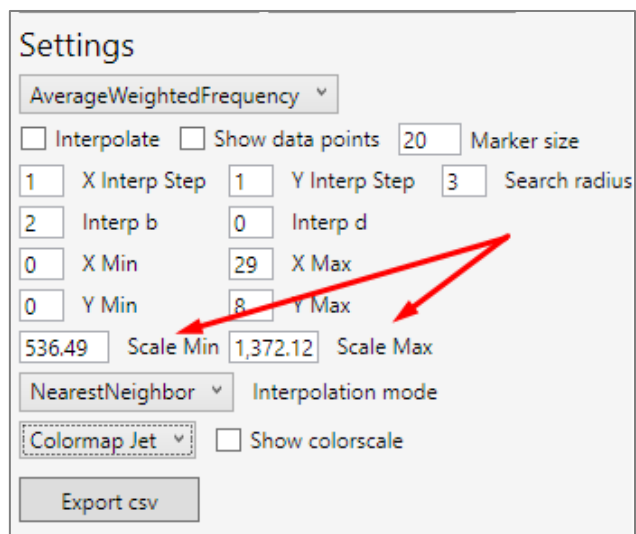 Settings
AverageWeightedFrequency
Interpolate Show data points 20 Marker size
1 X Interp Step 1 Y Interp Step 3 Search radius
2 Interp b 0 Interp d
0 X Min 29 X Max
0 Y Min 8 Y Max
536.49 Scale Min 1,372.12 Scale Max
NearestNeighbor Interpolation mode
Colormap Jet Show colorscale
Export csv